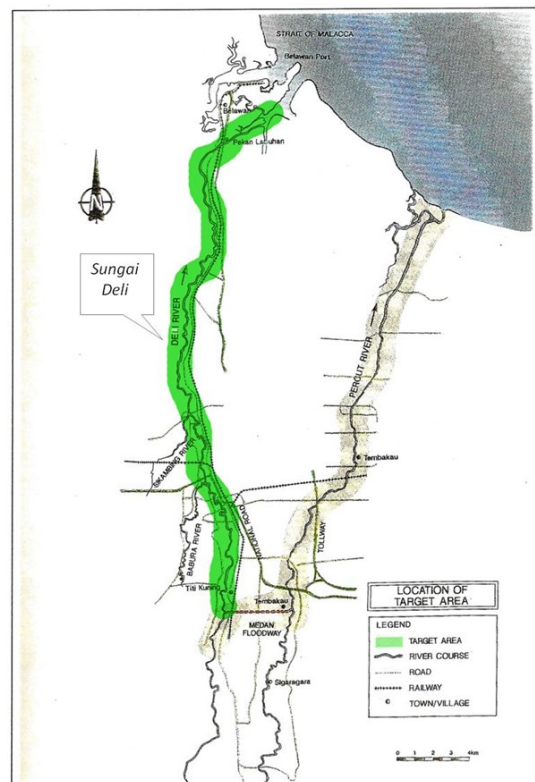 STRAIT OF MALACCA
Belawan Port
Belawan
Pekan Labuhan
N
Sungai
Deli
DELI RIVER
PERCUT RIVER
SIKAMBING RIVER
Tembakau
NATIONAL ROAD
TOLLWAY
BABURA RIVER
Titi Kuning
Tembakau
MEDAN
FLOODWAY
Sigaragara
LOCATION OF
TARGET AREA
LEGEND
TARGET AREA
RIVER COURSE
ROAD
RAILWAY
TOWN/VILLAGE
0 1 2 3 4km